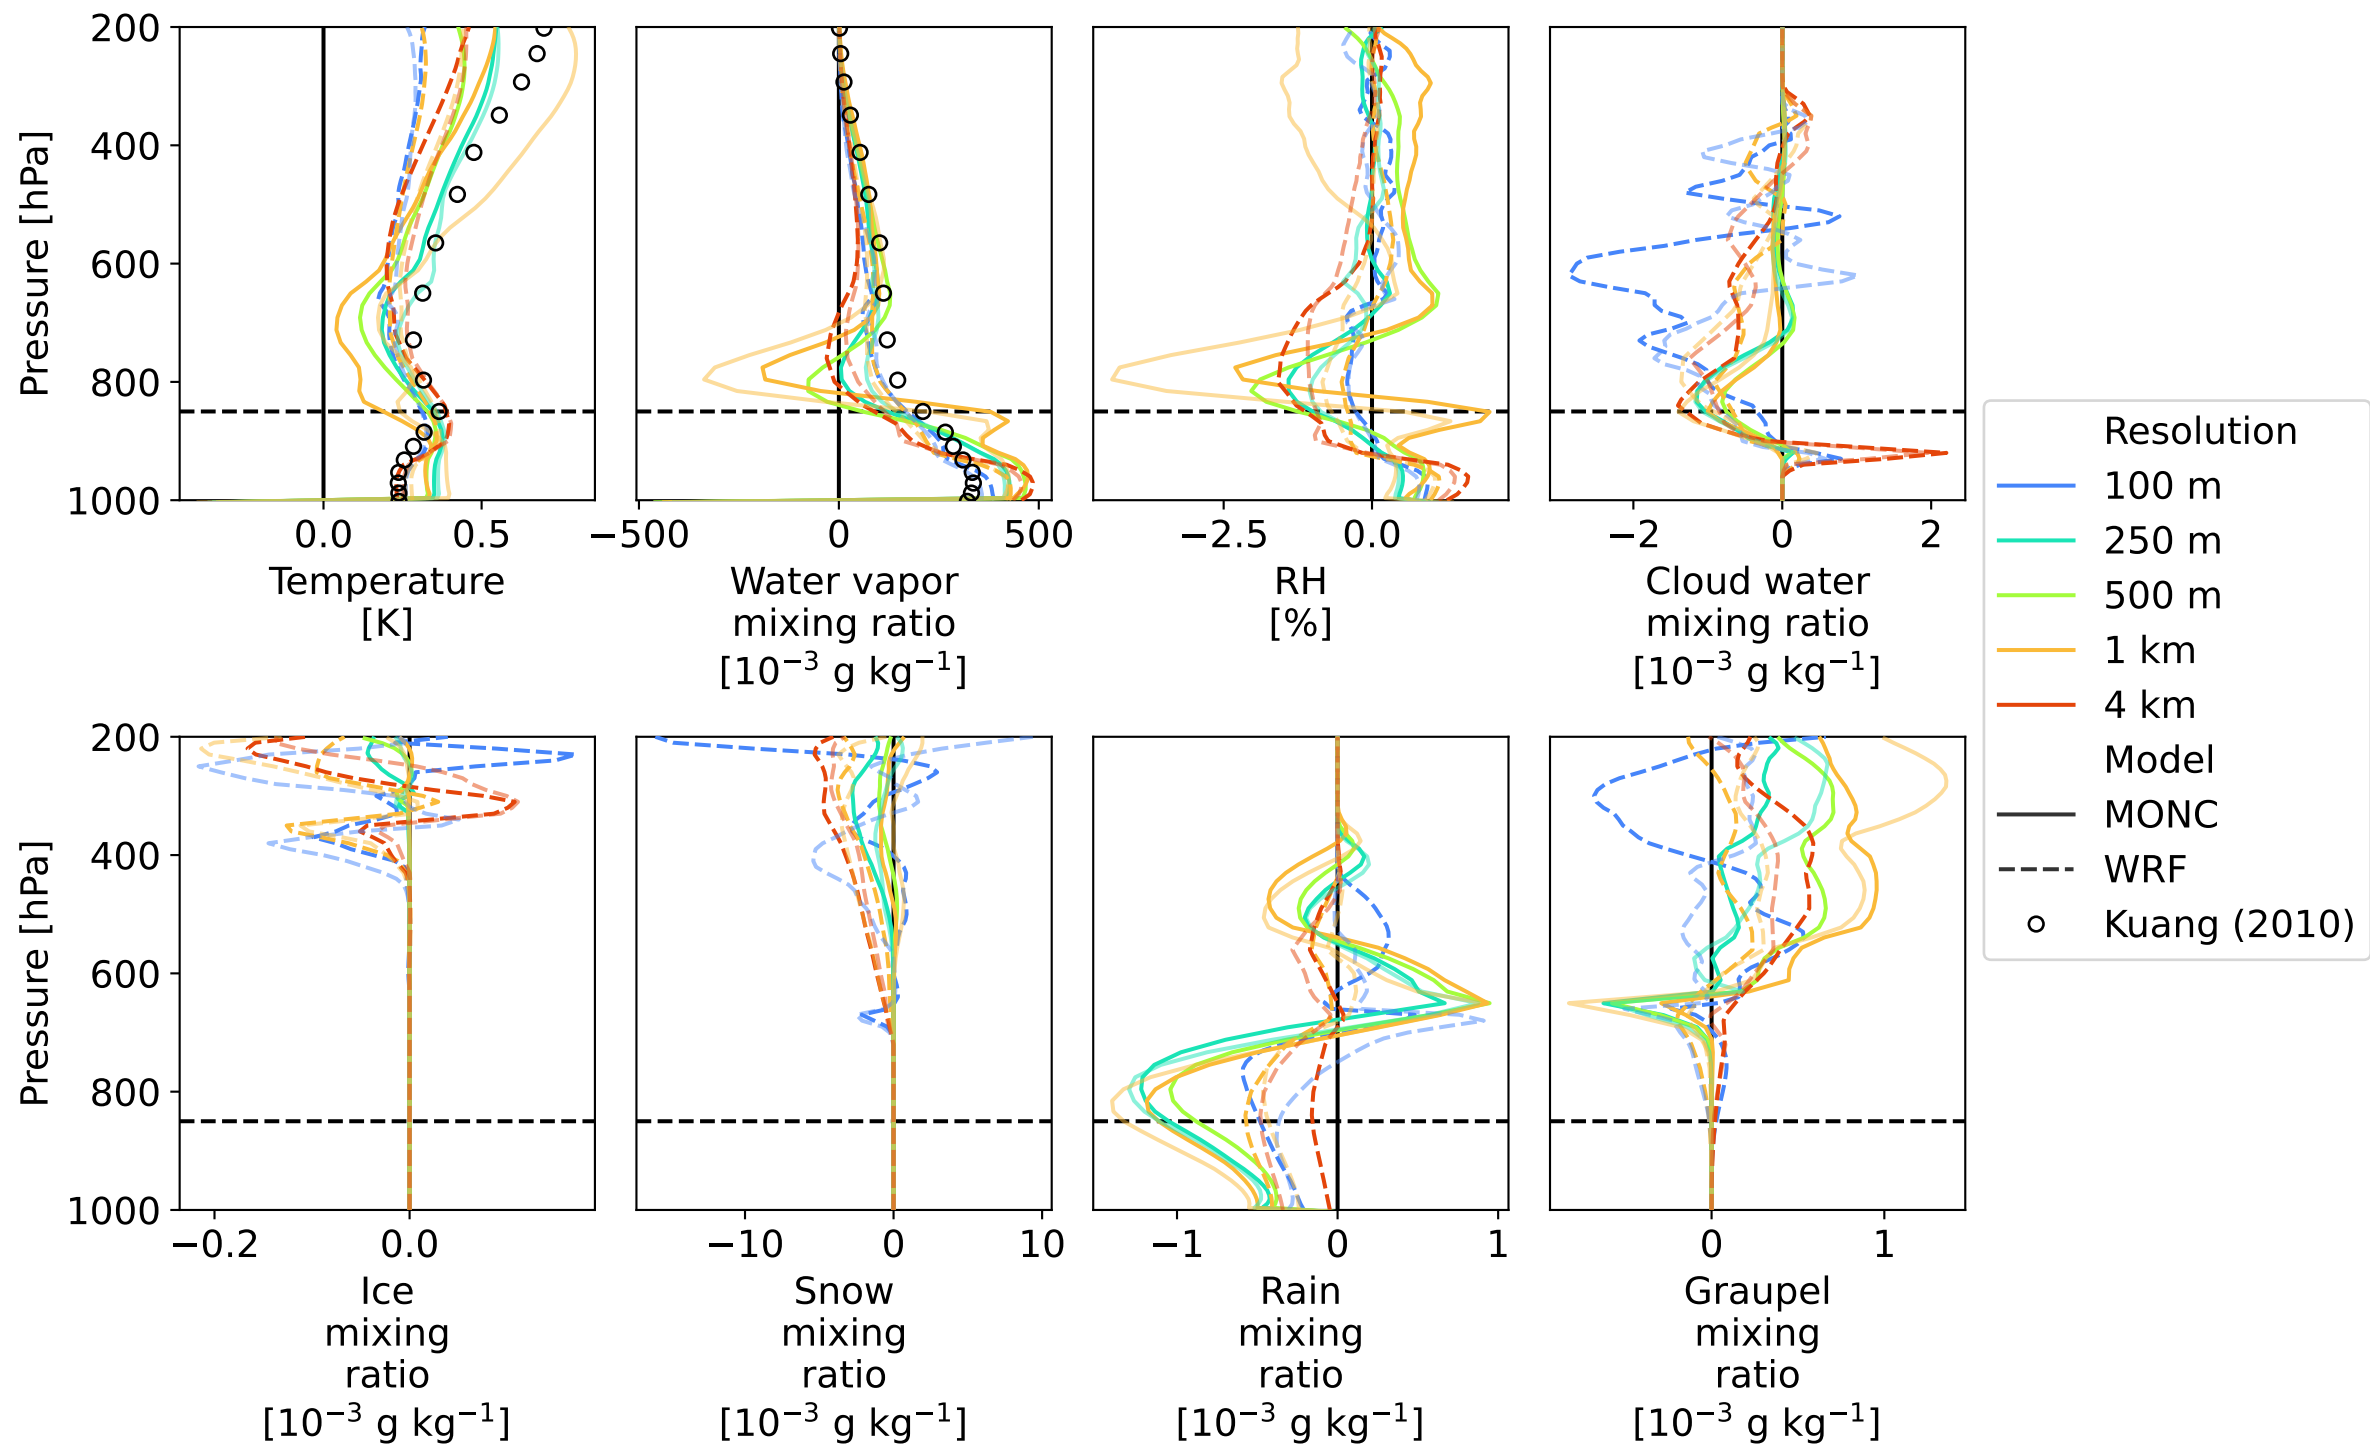 200
400
600
800
1000
Pressure [hPa]
0.0 0.5
Temperature
[K]
−500 0 500
Water vapor
mixing ratio
[10⁻³ g kg⁻¹]
−2.5 0.0
RH
[%]
−2 0 2
Cloud water
mixing ratio
[10⁻³ g kg⁻¹]
Resolution
100 m
250 m
500 m
1 km
4 km
Model
MONC
WRF
Kuang (2010)
200
400
600
800
1000
Pressure [hPa]
−0.2 0.0
Ice
mixing
ratio
[10⁻³ g kg⁻¹]
−10 0 10
Snow
mixing
ratio
[10⁻³ g kg⁻¹]
−1 0 1
Rain
mixing
ratio
[10⁻³ g kg⁻¹]
0 1
Graupel
mixing
ratio
[10⁻³ g kg⁻¹]